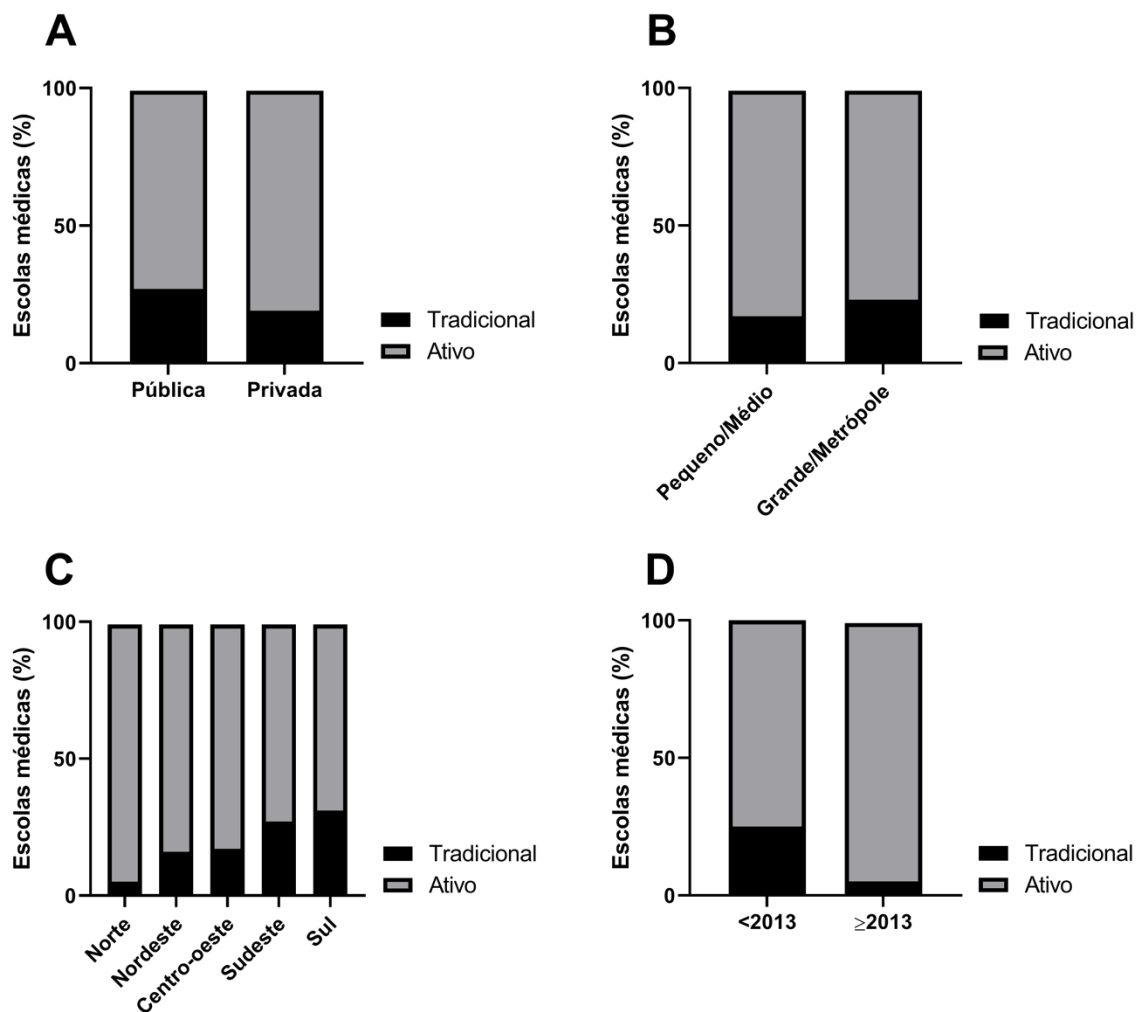 A
Escolas médicas (%)
100
50
0
Pública
Privada
Tradicional
Ativo
B
Escolas médicas (%)
100
50
0
Pequeno/Médio
Grande/Metrópole
Tradicional
Ativo
C
Escolas médicas (%)
100
50
0
Norte
Nordeste
Centro-oeste
Sudeste
Sul
Tradicional
Ativo
D
Escolas médicas (%)
100
50
0
<2013
≥2013
Tradicional
Ativo